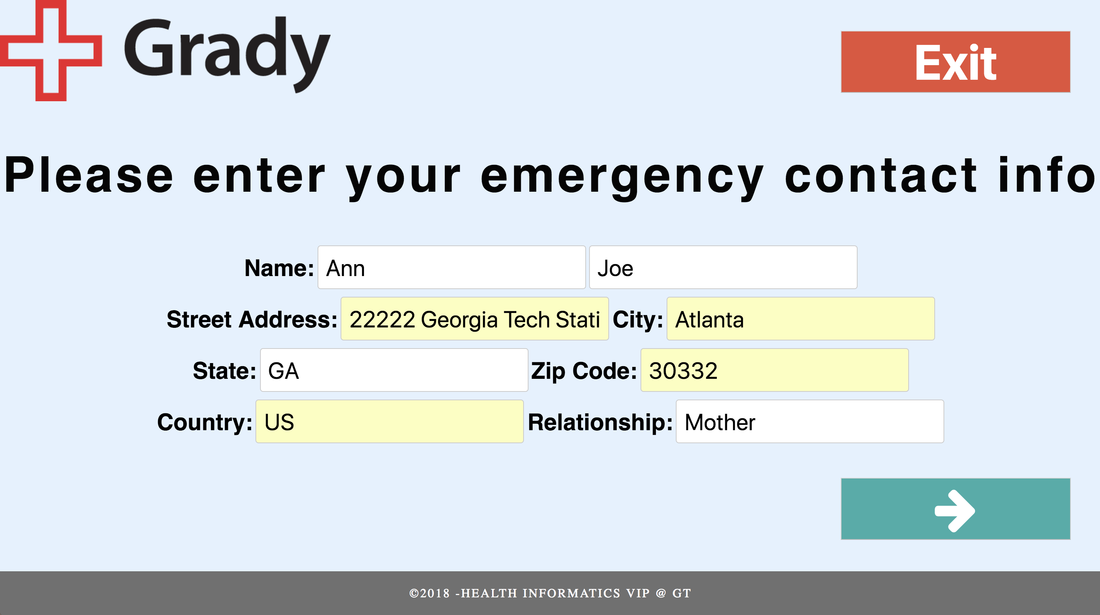 Grady
Exit
Please enter your emergency contact info
Name: Ann Joe
Street Address: 22222 Georgia Tech Stati City: Atlanta
State: GA Zip Code: 30332
Country: US Relationship: Mother
©2018 -HEALTH INFORMATICS VIP @ GT